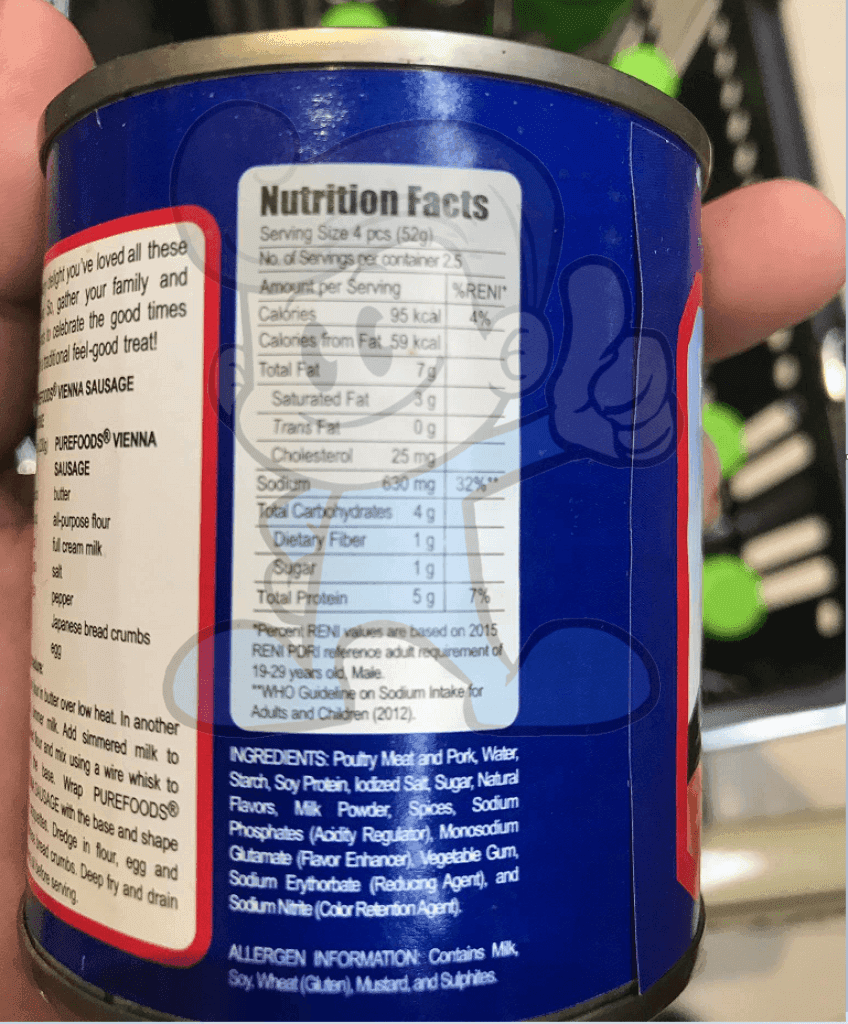 delight you've loved all these
So, gather your family and
to celebrate the good times
traditional feel-good treat!
VIENNA SAUSAGE
PUREFOODS® VIENNA
SAUSAGE
butter
all-purpose flour
full cream milk
salt
pepper
Japanese bread crumbs
egg
in butter over low heat. In another
simmer milk. Add simmered milk to
flour and mix using a wire whisk to
the base. Wrap PUREFOODS®
SAUSAGE with the base and shape
Dredge in flour, egg and
bread crumbs. Deep fry and drain
before serving.
Nutrition Facts
Serving Size 4 pcs (52g)
No. of Servings per container 2.5
Amount per Serving %RENI*
Calories 95 kcal 4%
Calories from Fat 59 kcal
Total Fat 7g
Saturated Fat 3 g
Trans Fat 0 g
Cholesterol 25 mg
Sodium 630 mg 32%**
Total Carbohydrates 4 g
Dietary Fiber 1 g
Sugar 1 g
Total Protein 5 g 7%
*Percent RENI values are based on 2015
RENI PDRI reference adult requirement of
19-29 years old, Male.
**WHO Guideline on Sodium Intake for
Adults and Children (2012).
INGREDIENTS: Poultry Meat and Pork, Water,
Starch, Soy Protein, Iodized Salt, Sugar, Natural
Flavors, Milk Powder, Spices, Sodium
Phosphates (Acidity Regulator), Monosodium
Glutamate (Flavor Enhancer), Vegetable Gum,
Sodium Erythorbate (Reducing Agent), and
Sodium Nitrite (Color Retention Agent).
ALLERGEN INFORMATION: Contains Milk,
Soy, Wheat (Gluten), Mustard, and Sulphites.